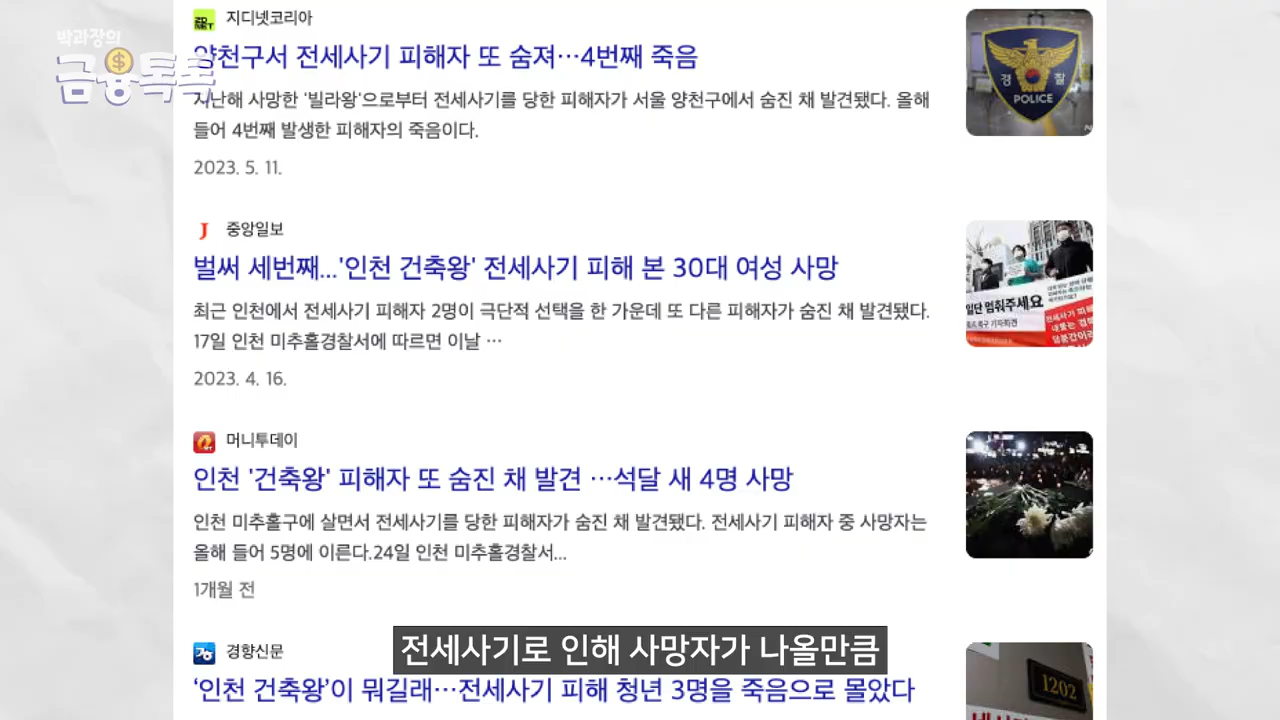 박과장의
금융톡톡
지디넷코리아
양천구서 전세사기 피해자 또 숨져…4번째 죽음
지난해 사망한 '빌라왕'으로부터 전세사기를 당한 피해자가 서울 양천구에서 숨진 채 발견됐다. 올해
들어 4번째 발생한 피해자의 죽음이다.
2023. 5. 11.
경찰
POLICE
J 중앙일보
벌써 세번째...'인천 건축왕' 전세사기 피해 본 30대 여성 사망
최근 인천에서 전세사기 피해자 2명이 극단적 선택을 한 가운데 또 다른 피해자가 숨진 채 발견됐다.
17일 인천 미추홀경찰서에 따르면 이날 …
2023. 4. 16.
일단 멈춰주세요
머니투데이
인천 '건축왕' 피해자 또 숨진 채 발견 …석달 새 4명 사망
인천 미추홀구에 살면서 전세사기를 당한 피해자가 숨진 채 발견됐다. 전세사기 피해자 중 사망자는
올해 들어 5명에 이른다.24일 인천 미추홀경찰서...
1개월 전
경향신문
전세사기로 인해 사망자가 나올만큼
‘인천 건축왕’이 뭐길래…전세사기 피해 청년 3명을 죽음으로 몰았다
1202